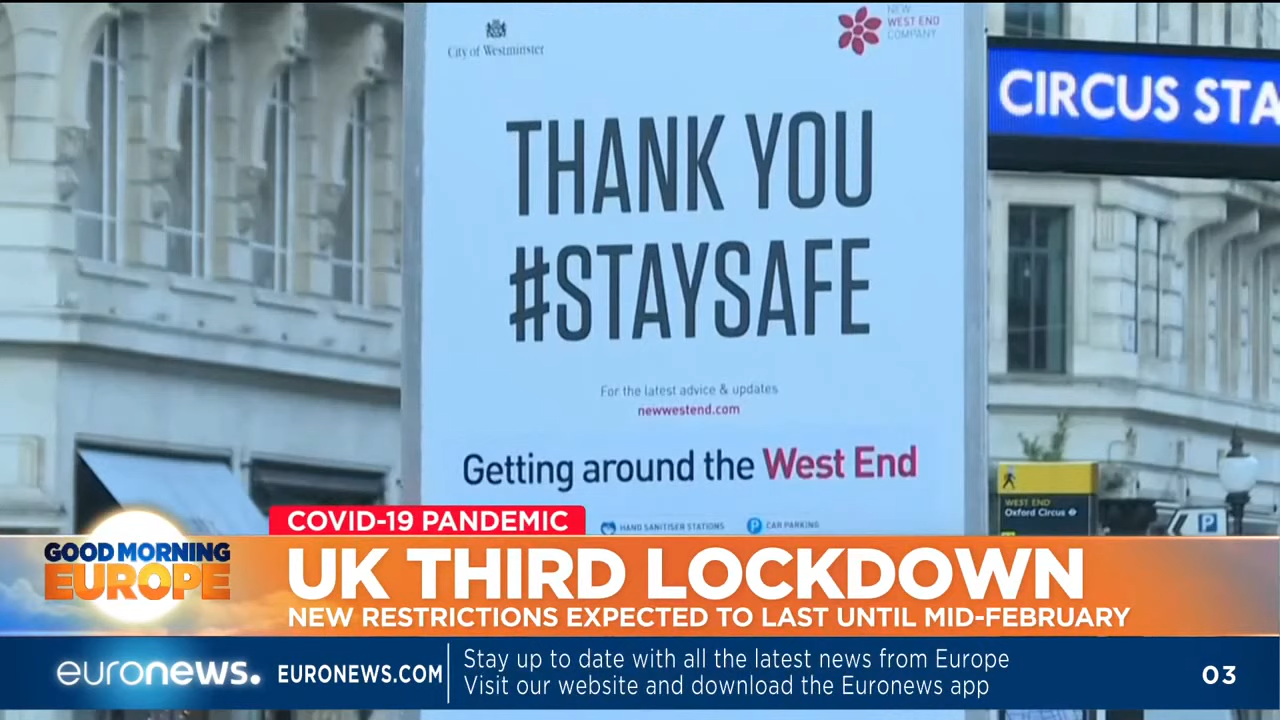 City of Westminster
NEW
WEST END
COMPANY
CIRCUS STA
THANK YOU
#STAYSAFE
For the latest advice & updates
newwestend.com
Getting around the West End
HAND SANITISER STATIONS
P CAR PARKING
WEST END
Oxford Circus
P
COVID-19 PANDEMIC
GOOD MORNING
EUROPE
UK THIRD LOCKDOWN
NEW RESTRICTIONS EXPECTED TO LAST UNTIL MID-FEBRUARY
euronews.
EURONEWS.COM
Stay up to date with all the latest news from Europe
Visit our website and download the Euronews app
03